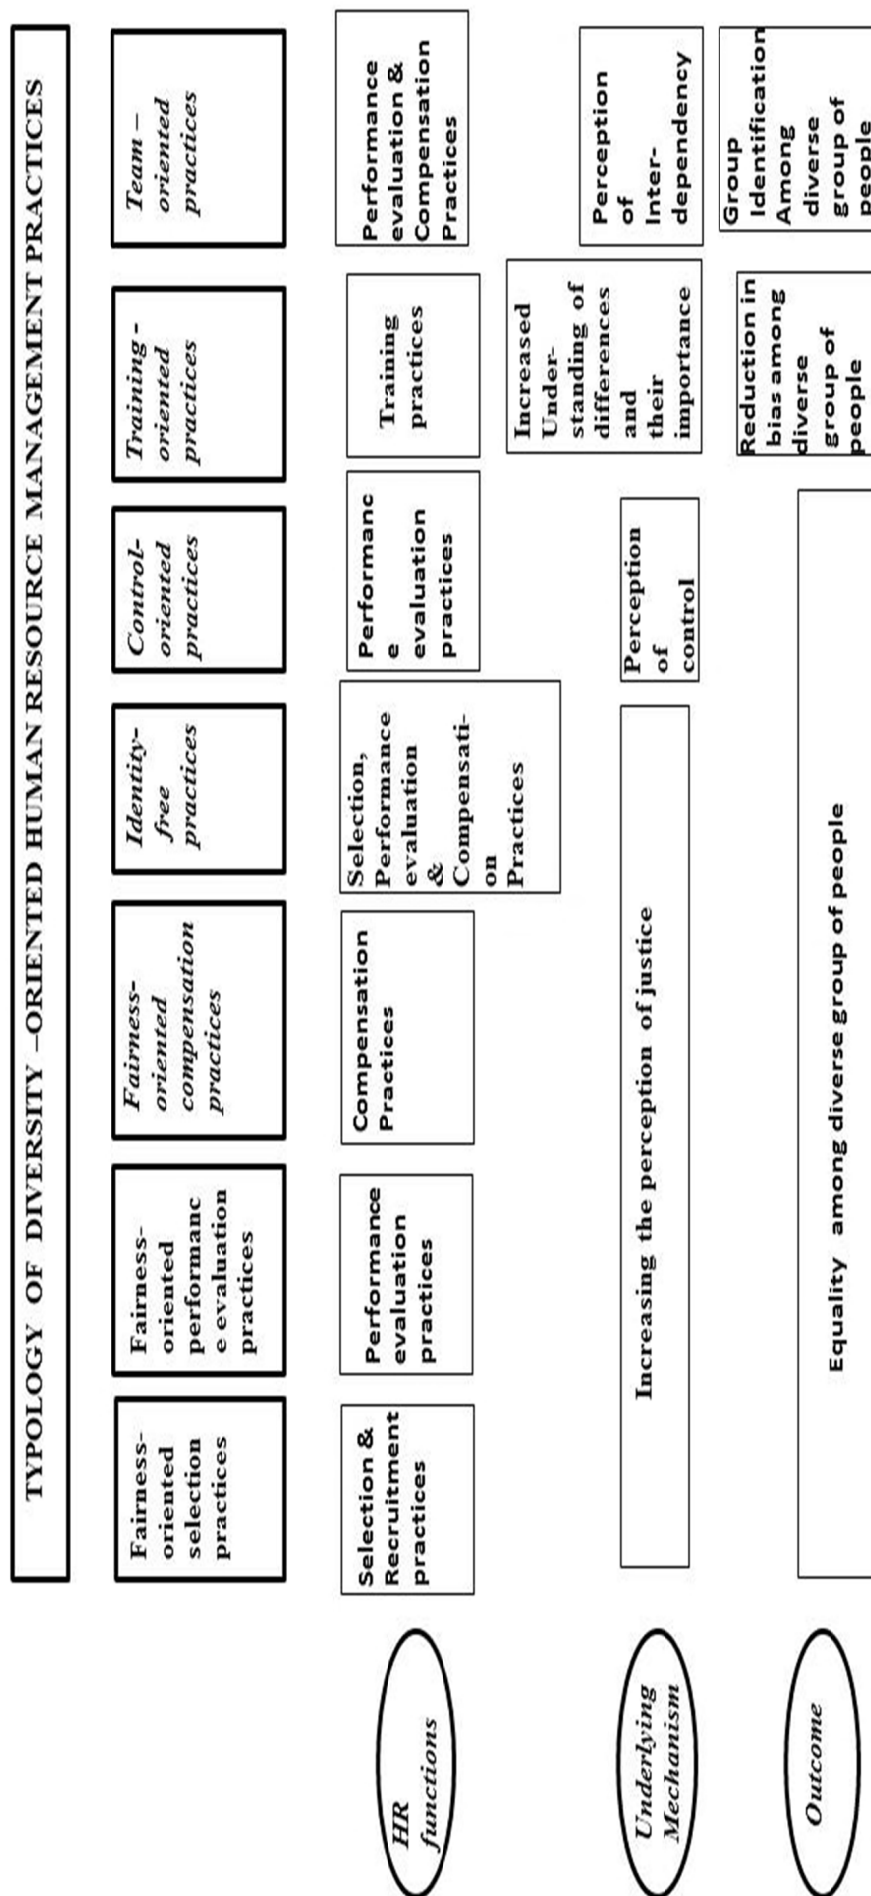 TYPOLOGY OF DIVERSITY –ORIENTED HUMAN RESOURCE MANAGEMENT PRACTICES
Fairness-
oriented
selection
practices
Fairness-
oriented
performanc
e evaluation
practices
Fairness-
oriented
compensation
practices
Identity-
free
practices
Control-
oriented
practices
Training -
oriented
practices
Team –
oriented
practices
HR
functions
Selection &
Recruitment
practices
Performance
evaluation
practices
Compensation
Practices
Selection,
Performance
evaluation
&
Compensati-
on
Practices
Performanc
e
evaluation
practices
Training
practices
Performance
evaluation &
Compensation
Practices
Underlying
Mechanism
Increasing the perception of justice
Perception
of
control
Increased
Under-
standing of
differences
and
their
importance
Perception
of
Inter-
dependency
Outcome
Equality among diverse group of people
Reduction in
bias among
diverse
group of
people
Group
Identification
Among
diverse
group of
people